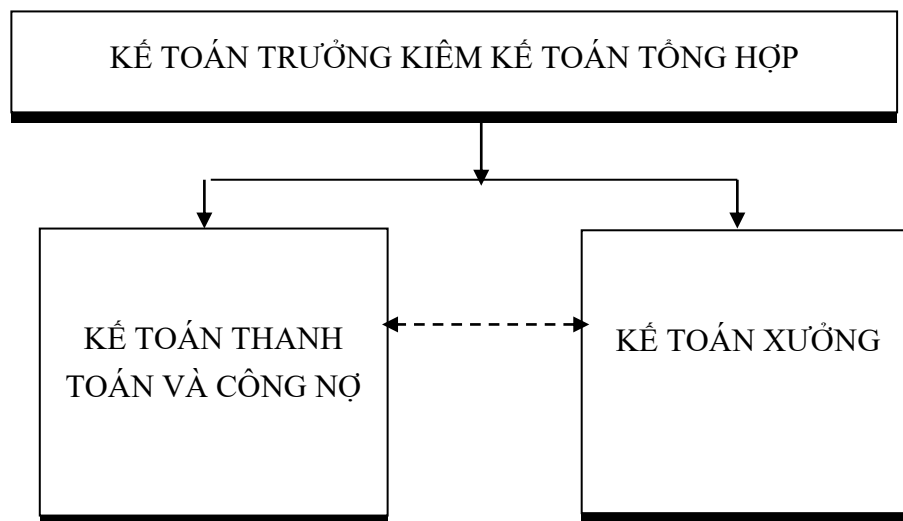 KẾ TOÁN TRƯỞNG KIÊM KẾ TOÁN TỔNG HỢP
KẾ TOÁN THANH
TOÁN VÀ CÔNG NỢ
KẾ TOÁN XƯỞNG